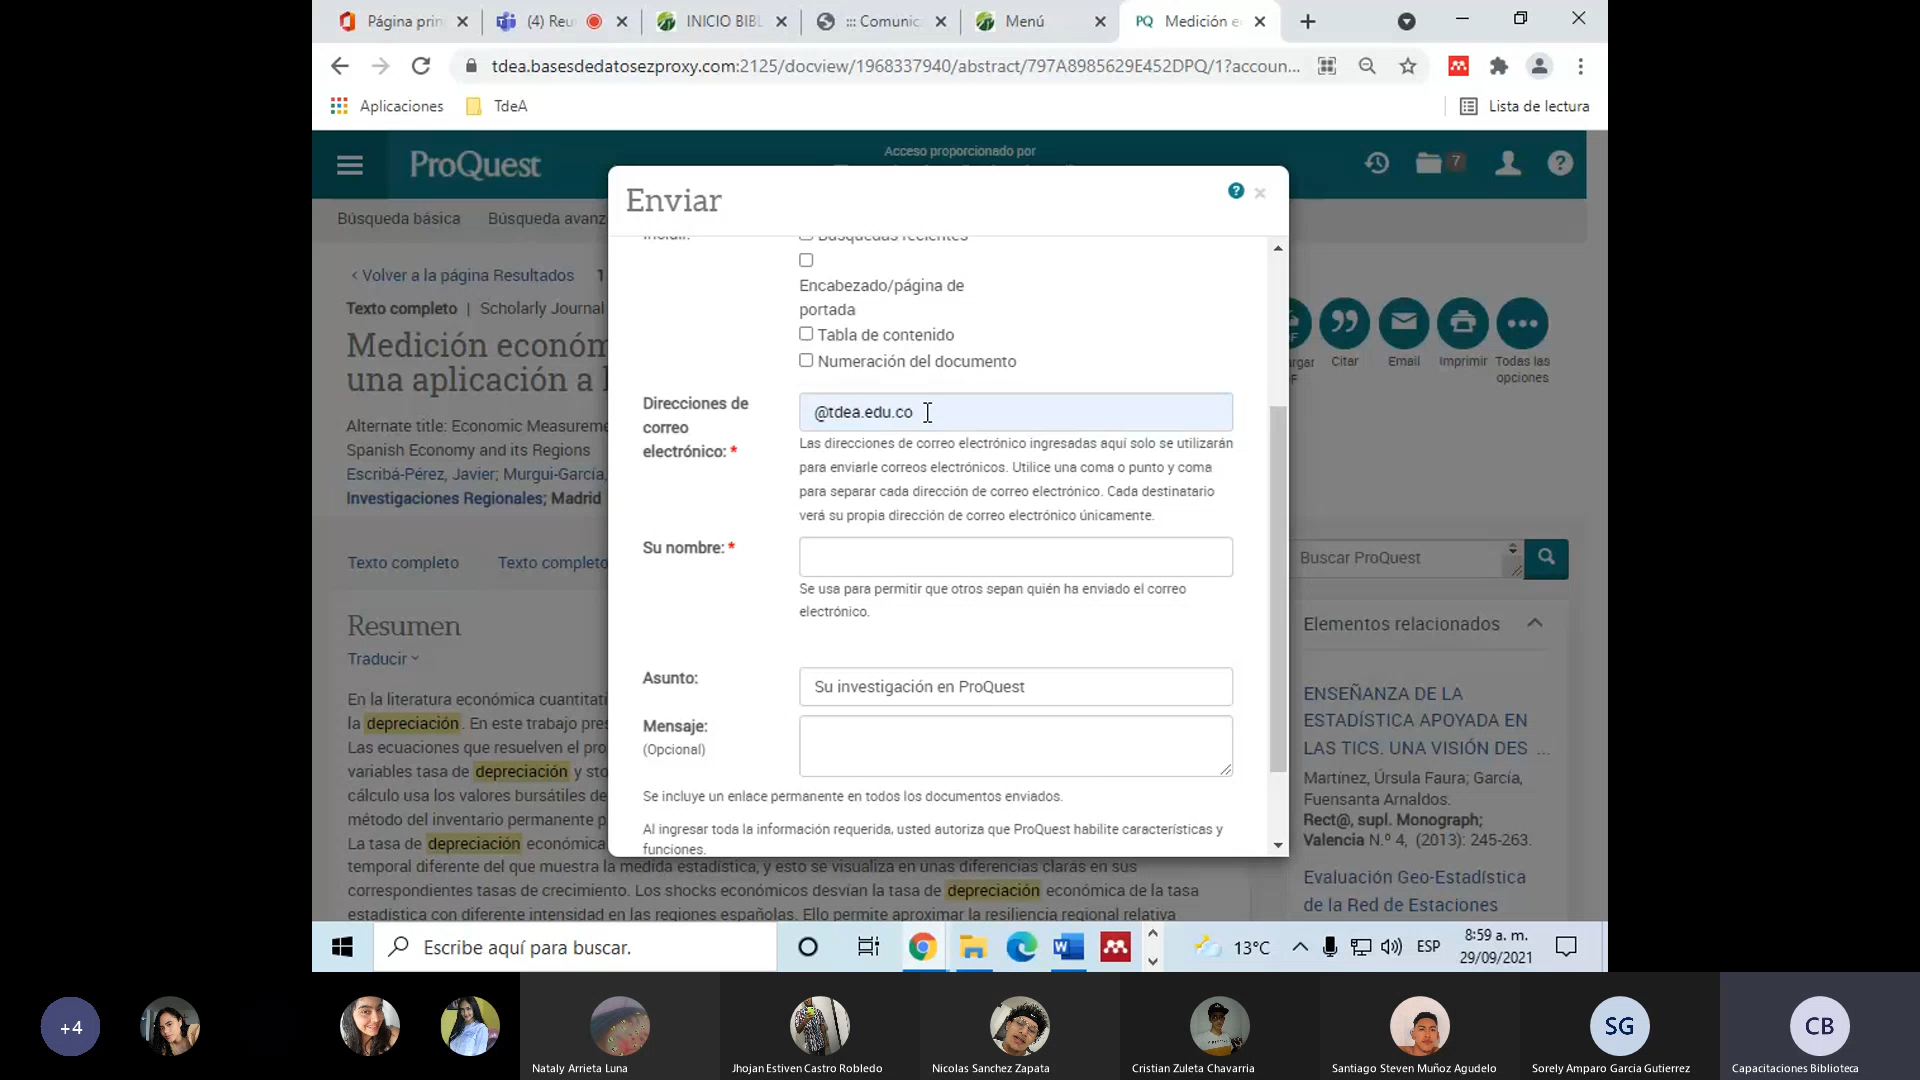 Página prin
(4) Reu
INICIO BIBL
::: Comunic
Menú
PQ Medición e
tdea.basesdedatosezproxy.com:2125/docview/1968337940/abstract/797A8985629E452DPQ/1?accoun...
Aplicaciones
TdeA
Lista de lectura
ProQuest
Acceso proporcionado por
7
Búsqueda básica
Búsqueda avanz
Volver a la página Resultados
1
Texto completo | Scholarly Journal
Medición económ
una aplicación a l
Alternate title: Economic Measurem
Spanish Economy and its Regions
Escribá-Pérez, Javier; Murgui-García,
Investigaciones Regionales; Madrid
Citar
Email
Imprimir
Todas las
opciones
Texto completo
Texto completo
Resumen
Traducir
En la literatura económica cuantitati
la depreciación. En este trabajo pres
Las ecuaciones que resuelven el pro
variables tasa de depreciación y sto
cálculo usa los valores bursátiles de
método del inventario permanente p
La tasa de depreciación económica
temporal diferente del que muestra la medida estadística, y esto se visualiza en unas diferencias claras en sus
correspondientes tasas de crecimiento. Los shocks económicos desvían la tasa de depreciación económica de la tasa
estadística con diferente intensidad en las regiones españolas. Ello permite aproximar la resiliencia regional relativa
Enviar
Incluir:
Búsquedas recientes
Encabezado/página de
portada
Tabla de contenido
Numeración del documento
Direcciones de
correo
electrónico: *
@tdea.edu.co
Las direcciones de correo electrónico ingresadas aquí solo se utilizarán
para enviarle correos electrónicos. Utilice una coma o punto y coma
para separar cada dirección de correo electrónico. Cada destinatario
verá su propia dirección de correo electrónico únicamente.
Su nombre: *
Se usa para permitir que otros sepan quién ha enviado el correo
electrónico.
Asunto:
Su investigación en ProQuest
Mensaje:
(Opcional)
Se incluye un enlace permanente en todos los documentos enviados.
Al ingresar toda la información requerida, usted autoriza que ProQuest habilite características y
funciones.
Buscar ProQuest
Elementos relacionados
ENSEÑANZA DE LA
ESTADÍSTICA APOYADA EN
LAS TICS. UNA VISIÓN DES ...
Martínez, Úrsula Faura; García,
Fuensanta Arnaldos.
Rect@, supl. Monograph;
Valencia N.º 4, (2013): 245-263.
Evaluación Geo-Estadística
de la Red de Estaciones
Escribe aquí para buscar.
13°C
ESP
8:59 a. m.
29/09/2021
+4
Nataly Arrieta Luna
Jhojan Estiven Castro Robledo
Nicolas Sanchez Zapata
Cristian Zuleta Chavarria
Santiago Steven Muñoz Agudelo
SG
Sorely Amparo Garcia Gutierrez
CB
Capacitaciones Biblioteca